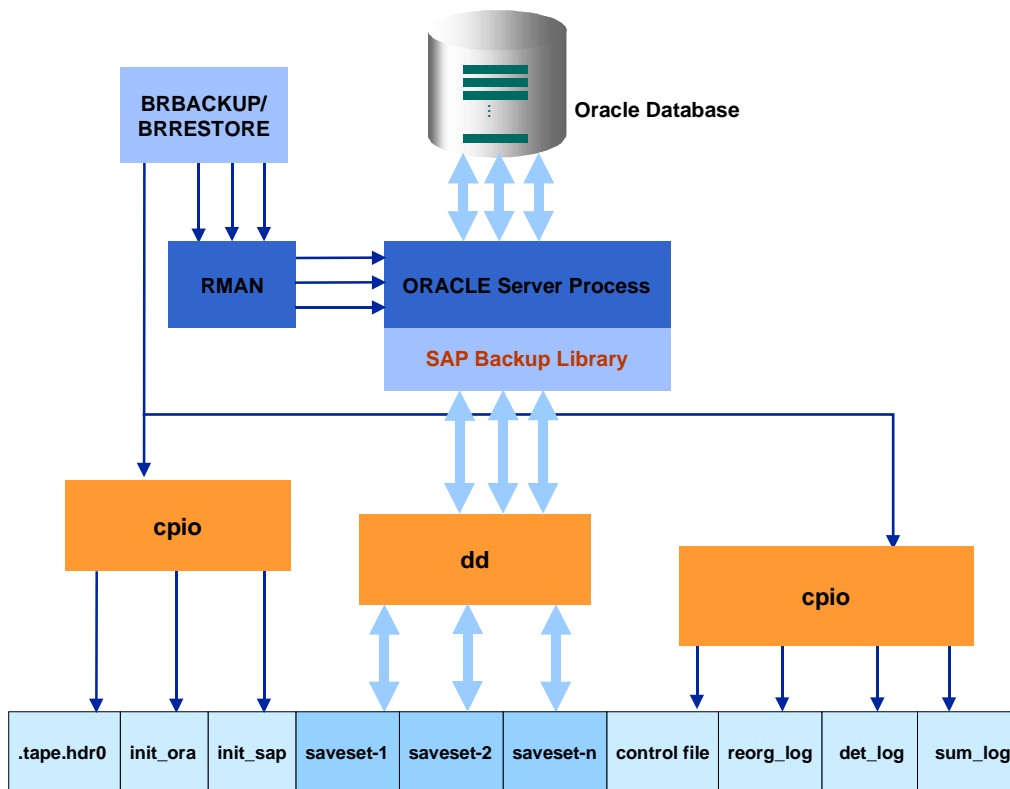 BRBACKUP/
BRRESTORE
Oracle Database
RMAN
ORACLE Server Process
SAP Backup Library
cpio
dd
cpio
.tape.hdr0
init_ora
init_sap
saveset-1
saveset-2
saveset-n
control file
reorg_log
det_log
sum_log